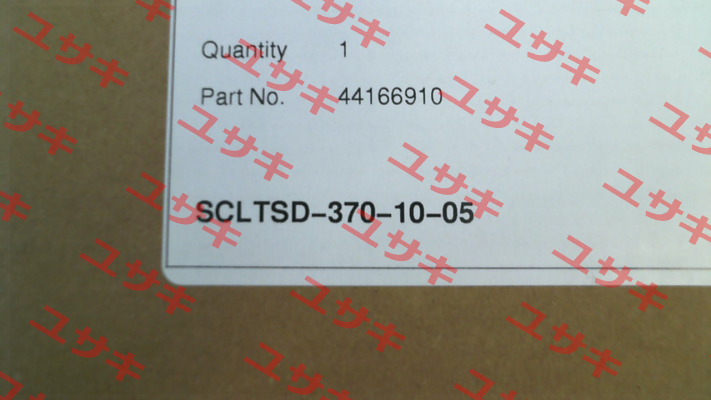 Quantity 1
Part No. 44166910
SCLTSD-370-10-05
ユサキ